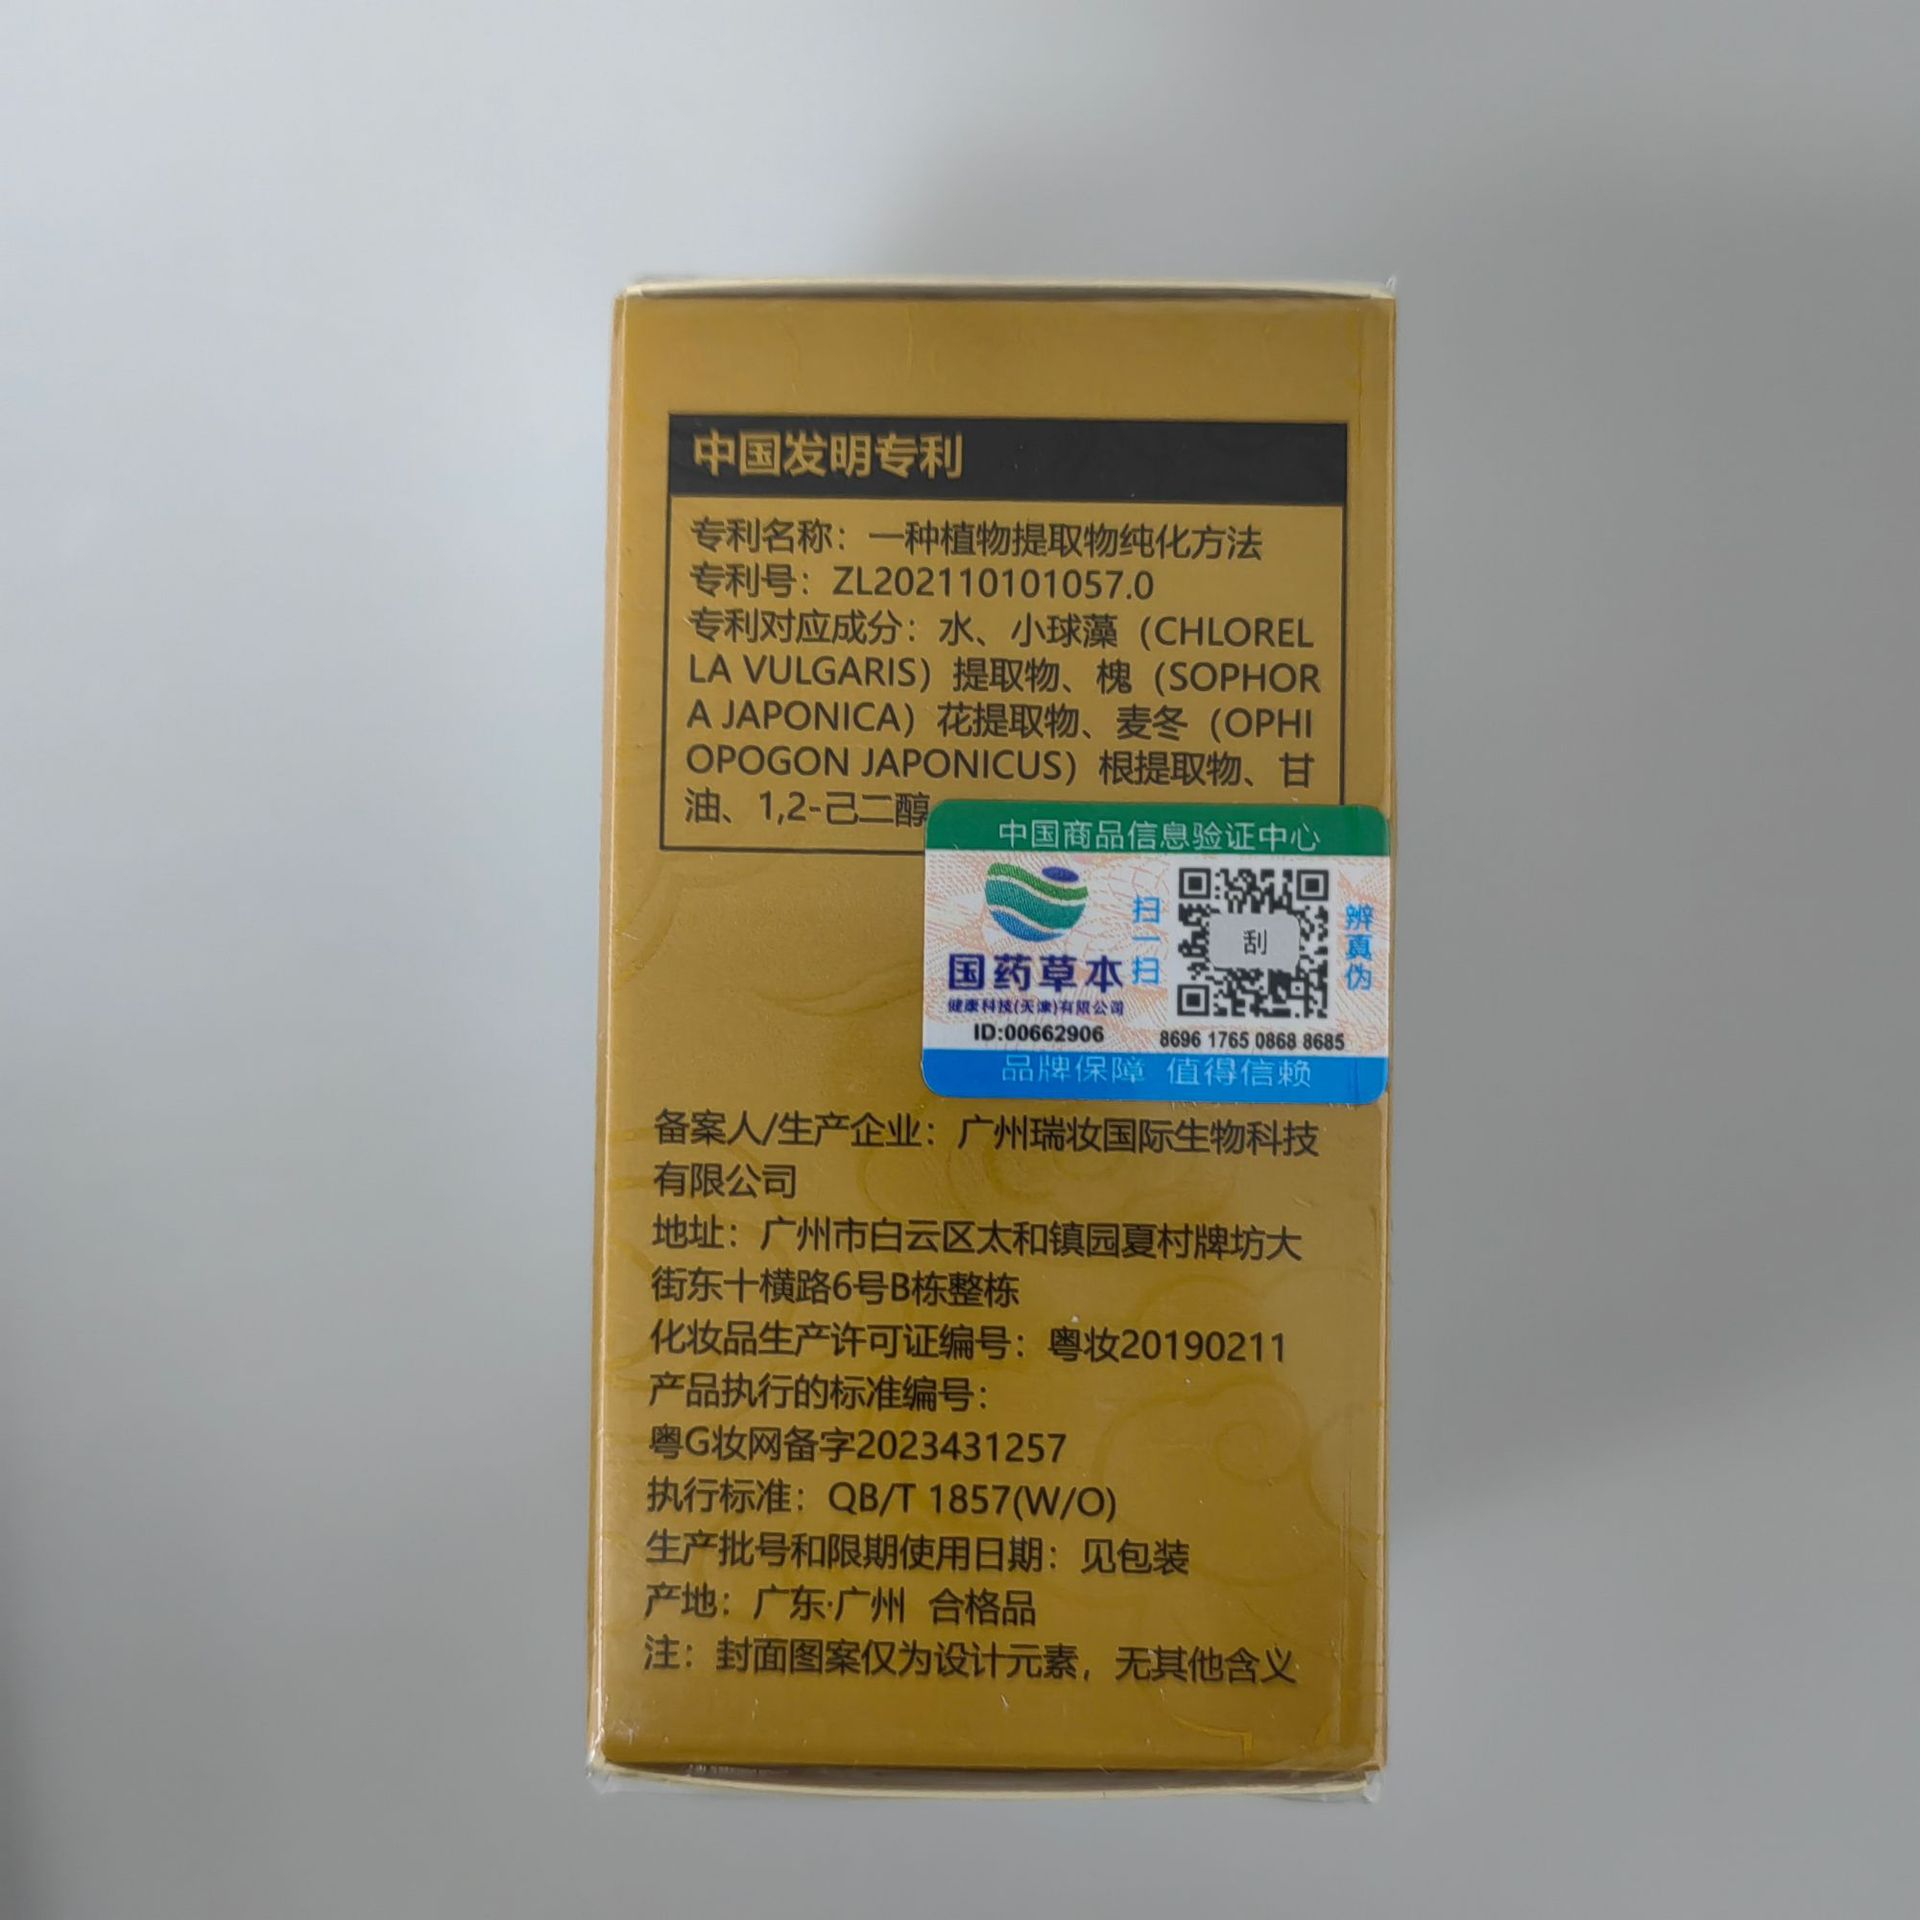 中国发明专利
专利名称：一种植物提取物纯化方法
专利号：ZL202110101057.0
专利对应成分：水、小球藻（CHLOREL
LA VULGARIS）提取物、槐（SOPHOR
A JAPONICA）花提取物、麦冬（OPHI
OPOGON JAPONICUS）根提取物、甘
油、1,2-己二醇
中国商品信息验证中心
国药草本
健康科技(天津)有限公司
ID:00662906
扫一扫
刮
辨真伪
8696 1765 0868 8685
品牌保障 值得信赖
备案人/生产企业：广州瑞妆国际生物科技
有限公司
地址：广州市白云区太和镇园夏村牌坊大
街东十横路6号B栋整栋
化妆品生产许可证编号：粤妆20190211
产品执行的标准编号：
粤G妆网备字2023431257
执行标准：QB/T 1857(W/O)
生产批号和限期使用日期：见包装
产地：广东·广州 合格品
注：封面图案仅为设计元素，无其他含义